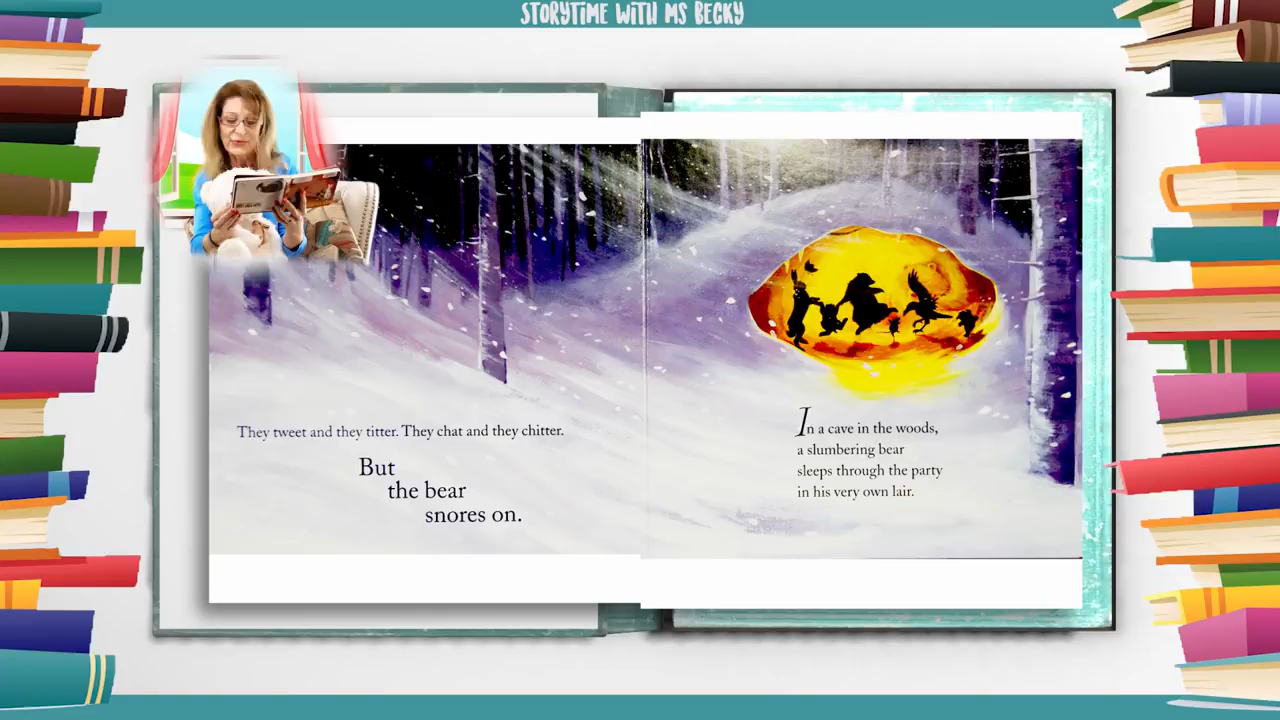 STORYTIME WITH MS BECKY
They tweet and they titter. They chat and they chitter.
But
the bear
snores on.
In a cave in the woods,
a slumbering bear
sleeps through the party
in his very own lair.